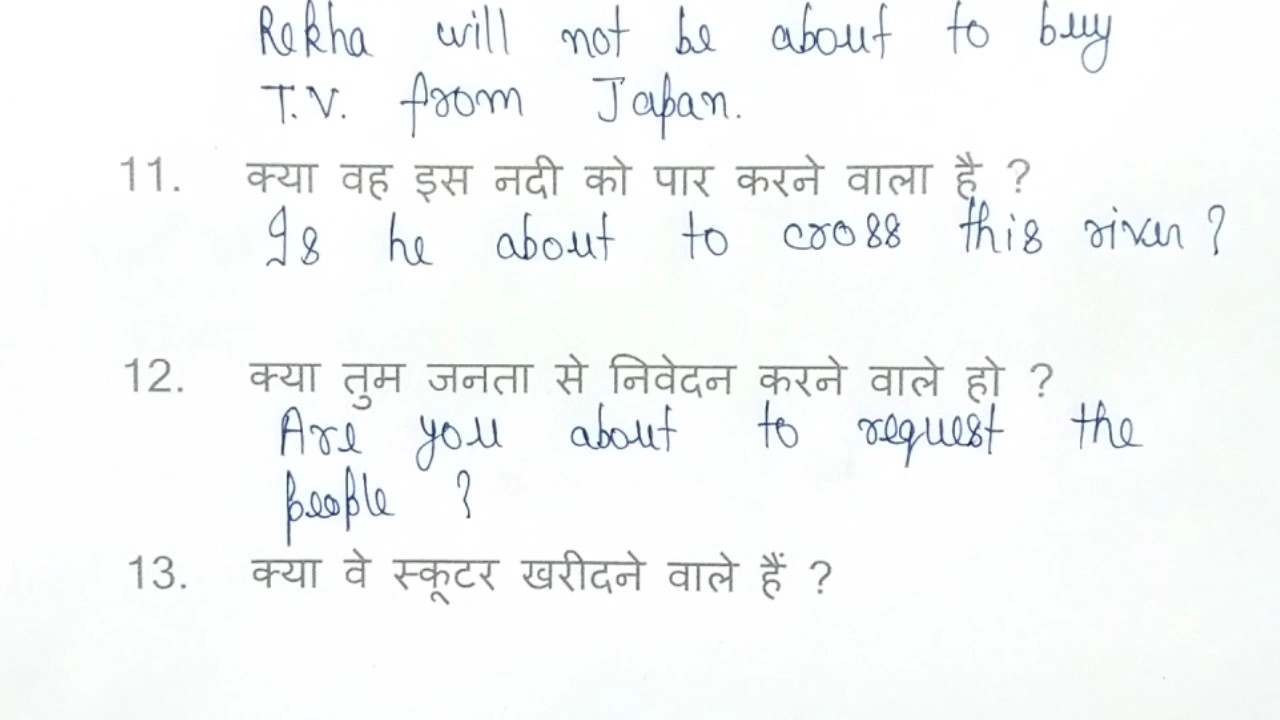 Rekha will not be about to buy
T.V. from Japan.
11. क्या वह इस नदी को पार करने वाला है ?
Is he about to cross this river ?
12. क्या तुम जनता से निवेदन करने वाले हो ?
Are you about to request the
people ?
13. क्या वे स्कूटर खरीदने वाले हैं ?